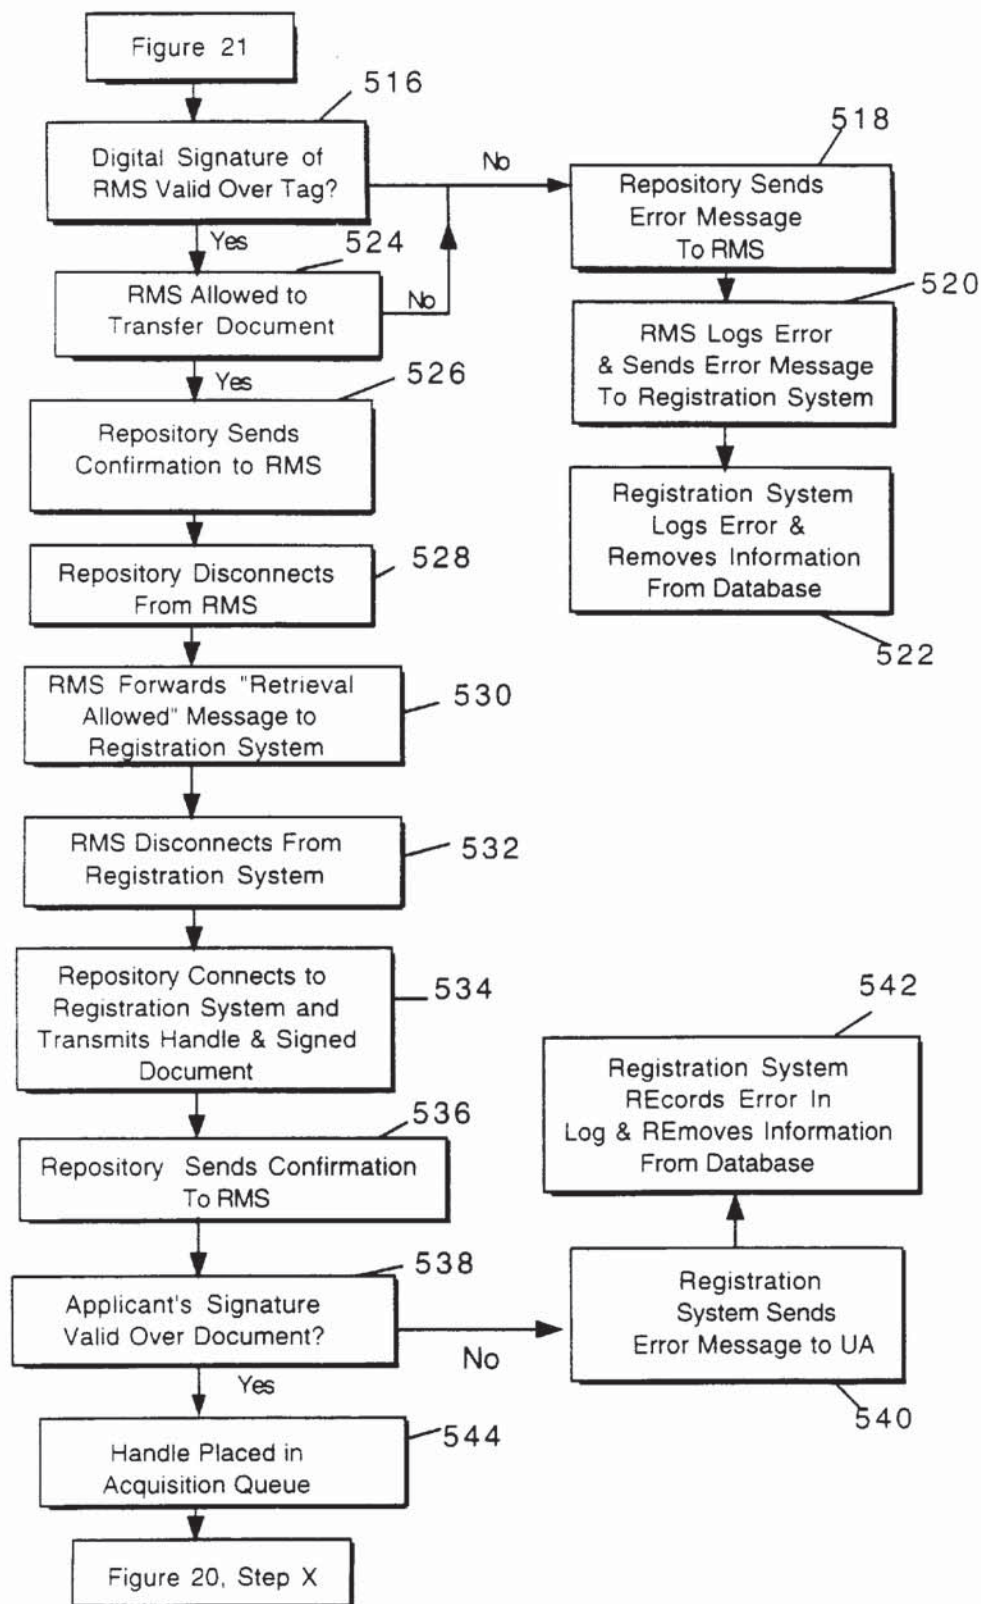 Figure 21
516
Digital Signature of
RMS Valid Over Tag?
No
518
Repository Sends
Error Message
To RMS
Yes
524
RMS Allowed to
Transfer Document
No
520
RMS Logs Error
& Sends Error Message
To Registration System
Yes
526
Repository Sends
Confirmation to RMS
Registration System
Logs Error &
Removes Information
From Database
522
528
Repository Disconnects
From RMS
RMS Forwards "Retrieval
Allowed" Message to
Registration System
530
RMS Disconnects From
Registration System
532
Repository Connects to
Registration System and
Transmits Handle & Signed
Document
534
536
Repository Sends Confirmation
To RMS
542
Registration System
REcords Error In
Log & REmoves Information
From Database
538
Applicant's Signature
Valid Over Document?
No
Registration
System Sends
Error Message to UA
540
Yes
544
Handle Placed in
Acquisition Queue
Figure 20, Step X